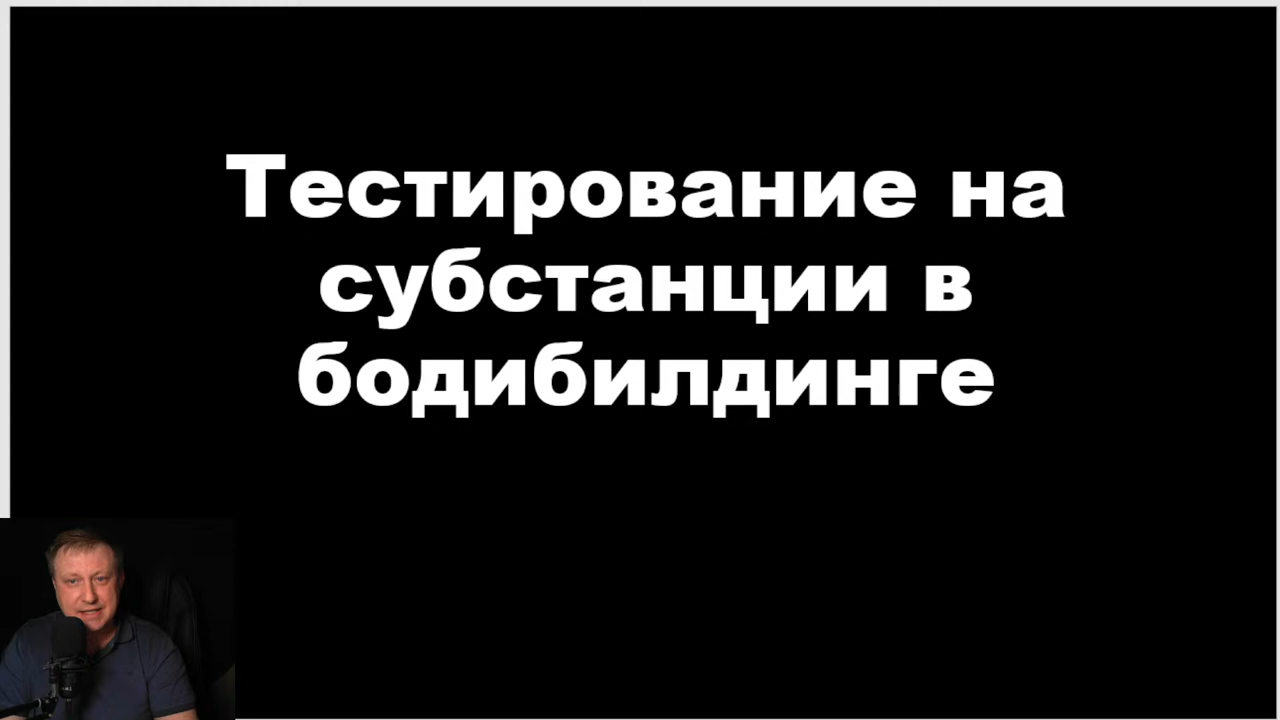 Тестирование на
субстанции в
бодибилдинге